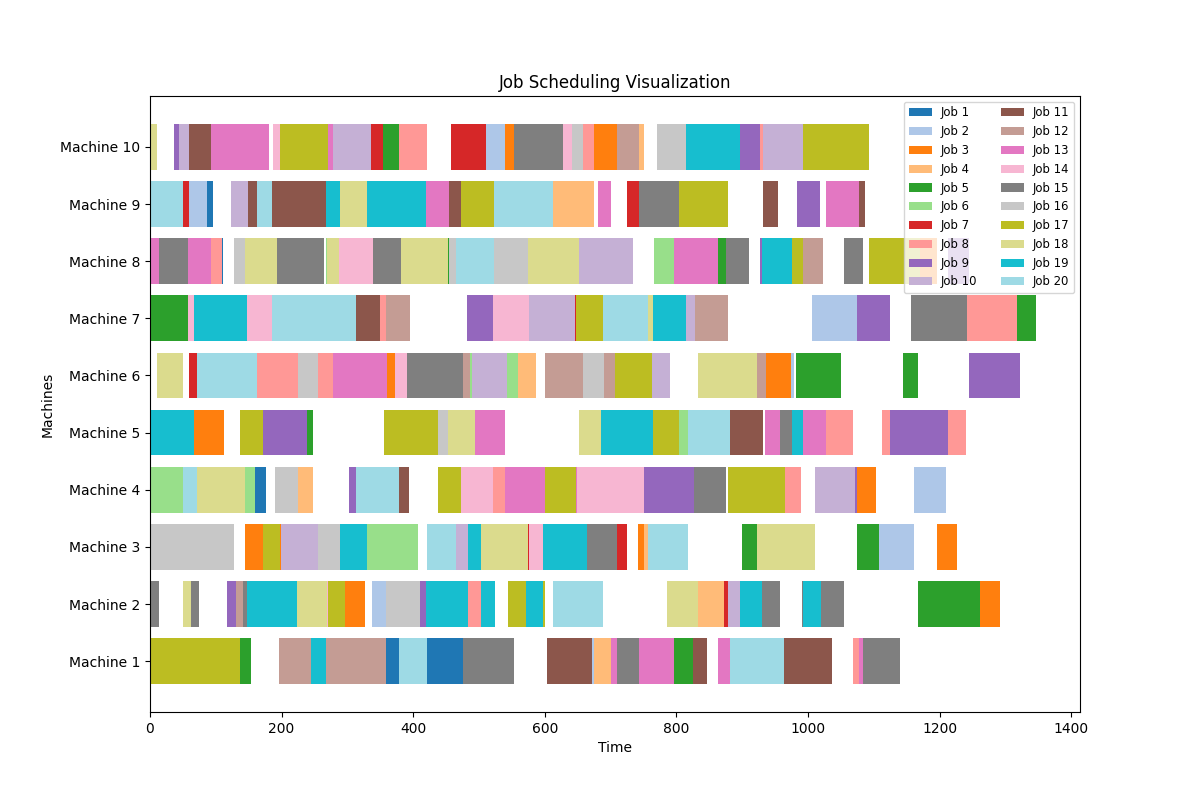 Job Scheduling Visualization
Machine 10
Machine 9
Machine 8
Machine 7
Machine 6
Machine 5
Machine 4
Machine 3
Machine 2
Machine 1
Machines
0 200 400 600 800 1000 1200 1400
Time
Job 1
Job 2
Job 3
Job 4
Job 5
Job 6
Job 7
Job 8
Job 9
Job 10
Job 11
Job 12
Job 13
Job 14
Job 15
Job 16
Job 17
Job 18
Job 19
Job 20